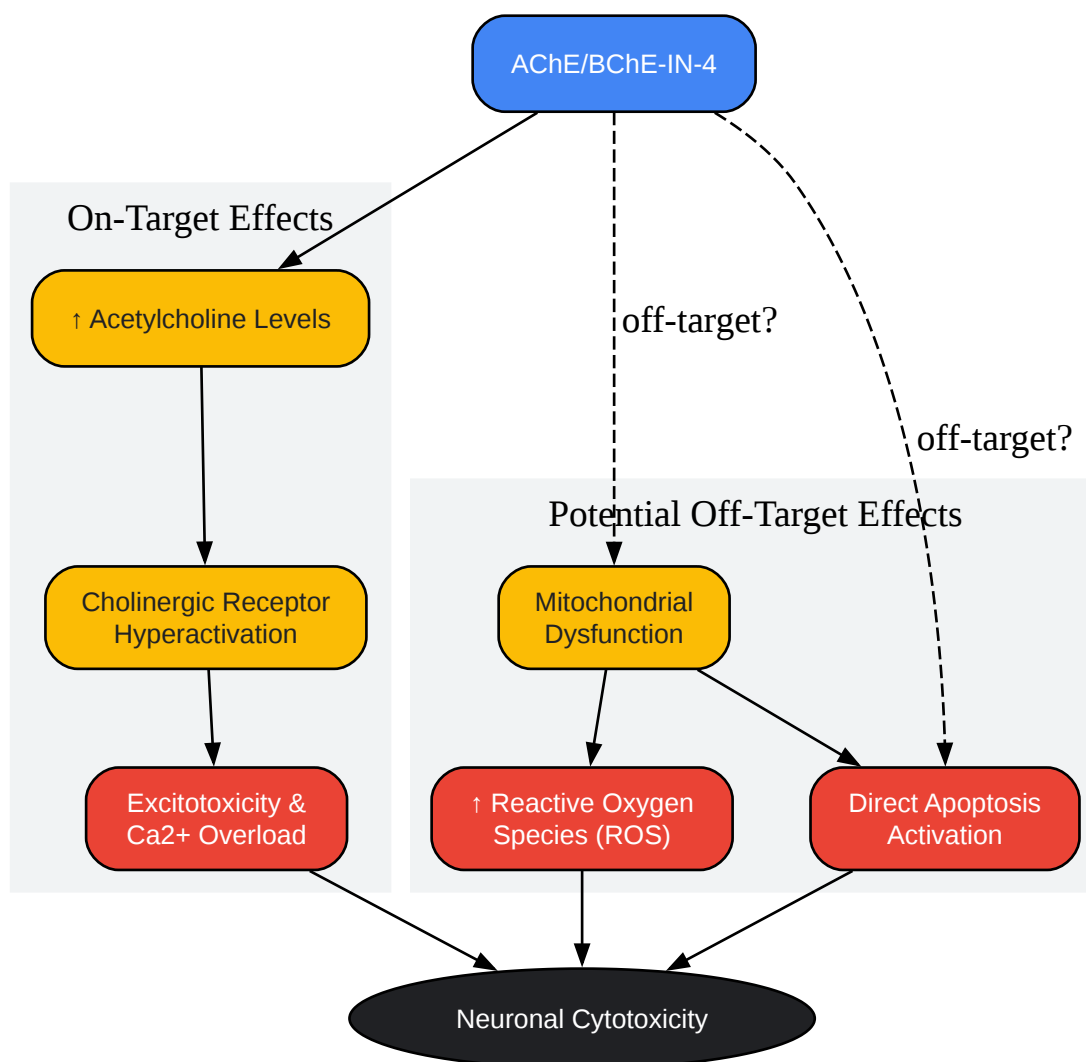 AChE/BChE-IN-4
On-Target Effects
↑ Acetylcholine Levels
off-target?
off-target?
Potential Off-Target Effects
Cholinergic Receptor
Hyperactivation
Mitochondrial
Dysfunction
Excitotoxicity &
Ca2+ Overload
↑ Reactive Oxygen
Species (ROS)
Direct Apoptosis
Activation
Neuronal Cytotoxicity